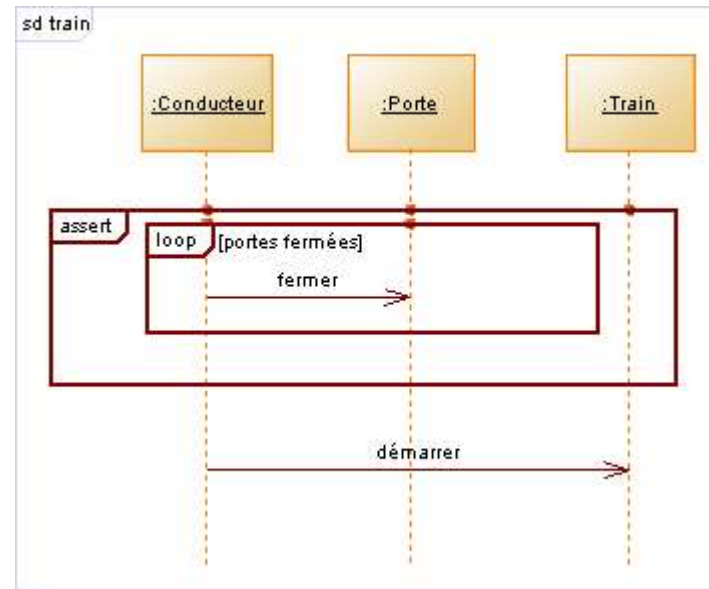 sd train
:Conducteur
:Porte
:Train
assert
loop
[portes fermées]
fermer
démarrer